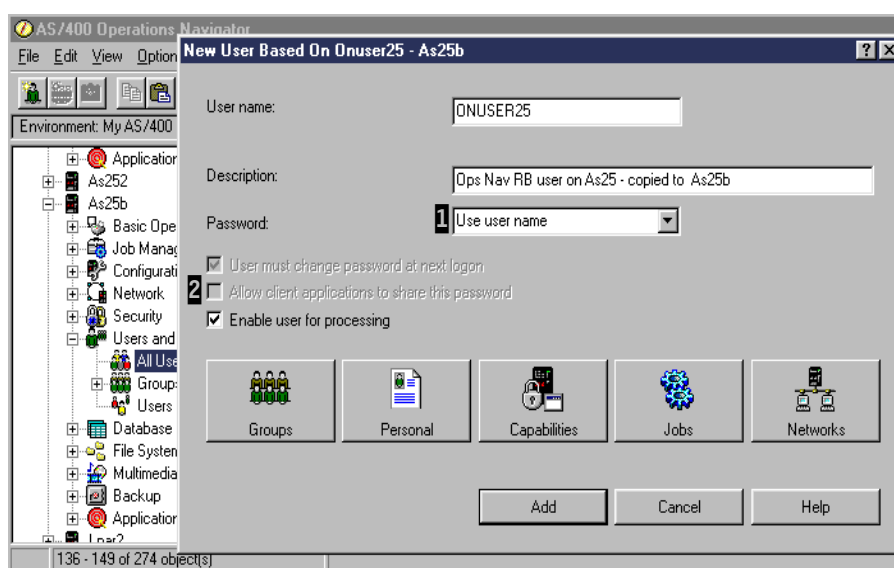 AS/400 Operations Navigator
File Edit View Option
New User Based On Onuser25 - As25b
Environment: My AS/400
Application
As252
As25b
Basic Ope
Job Manag
Configurati
Network
Security
Users and
All Use
Group
Users
Database
File System
Multimedia
Backup
Application
Lpar2
136 - 149 of 274 object(s)
User name:
ONUSER25
Description:
Ops Nav RB user on As25 - copied to As25b
Password:
1
Use user name
User must change password at next logon
2
Allow client applications to share this password
Enable user for processing
Groups
Personal
Capabilities
Jobs
Networks
Add
Cancel
Help